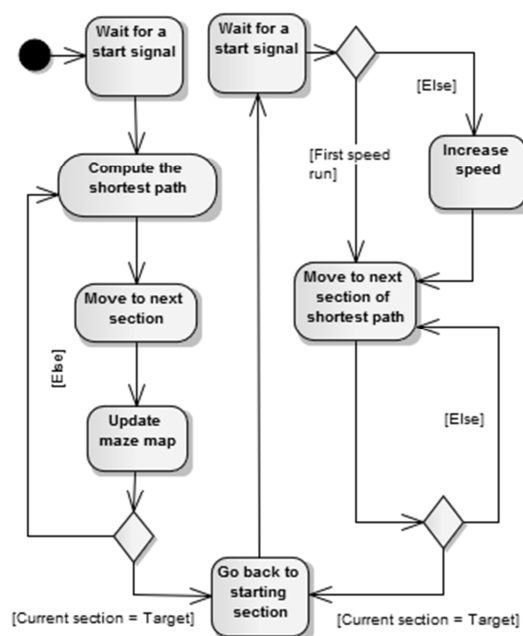 Wait for a
start signal
Wait for a
start signal
[Else]
[First speed
run]
Increase
speed
Compute the
shortest path
Move to next
section
Move to next
section of
shortest path
[Else]
[Else]
Update
maze map
Go back to
starting
section
[Current section = Target]
[Current section = Target]